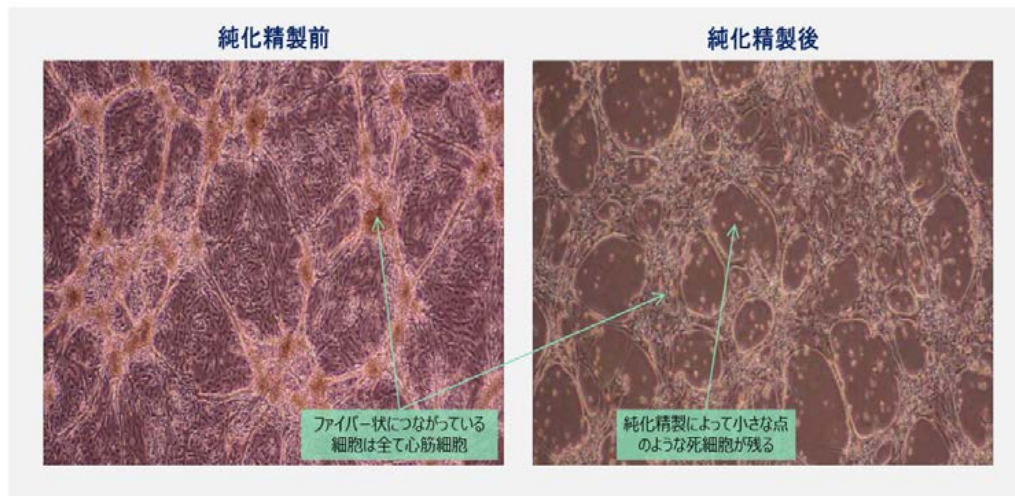 純化精製前
純化精製後
ファイバー状につながっている
細胞は全て心筋細胞
純化精製によって小さな点
のような死細胞が残る